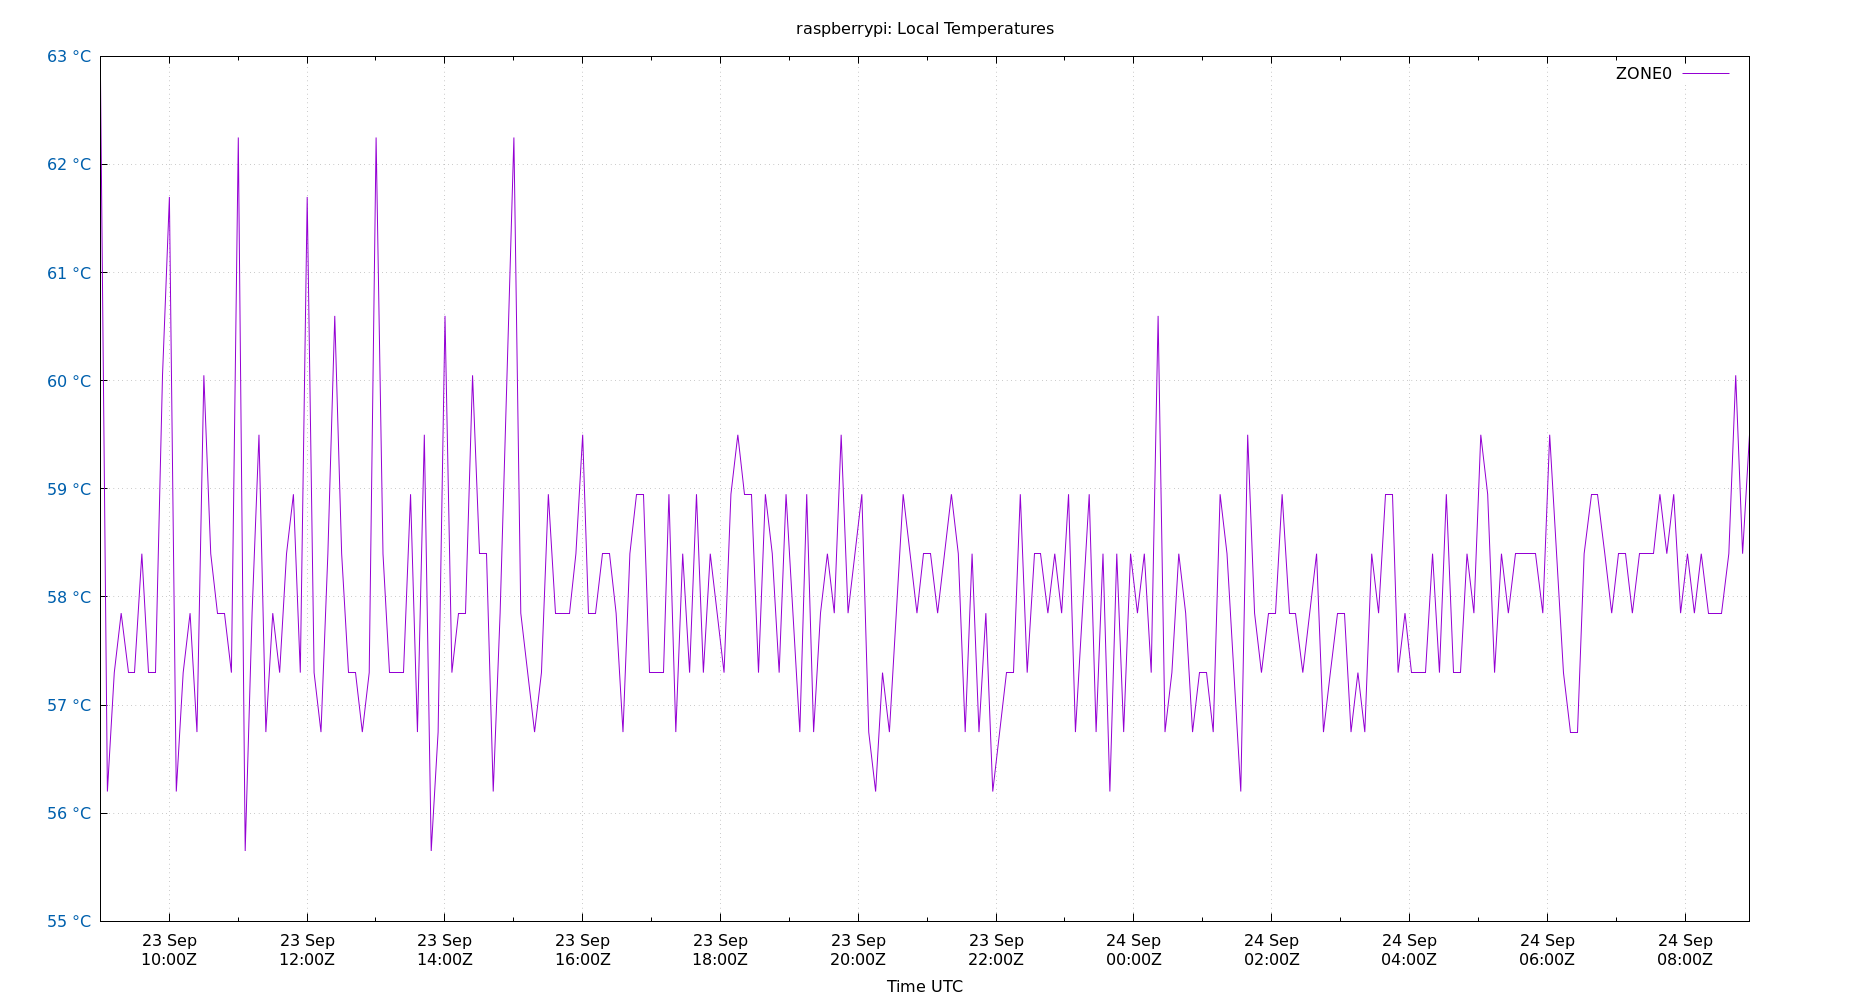 raspberrypi: Local Temperatures
63 °C
ZONE0
62 °C
61 °C
60 °C
59 °C
58 °C
57 °C
56 °C
55 °C
23 Sep 23 Sep 23 Sep 23 Sep 23 Sep 23 Sep 23 Sep 24 Sep 24 Sep 24 Sep 24 Sep 24 Sep
10:00Z 12:00Z 14:00Z 16:00Z 18:00Z 20:00Z 22:00Z 00:00Z 02:00Z 04:00Z 06:00Z 08:00Z
Time UTC